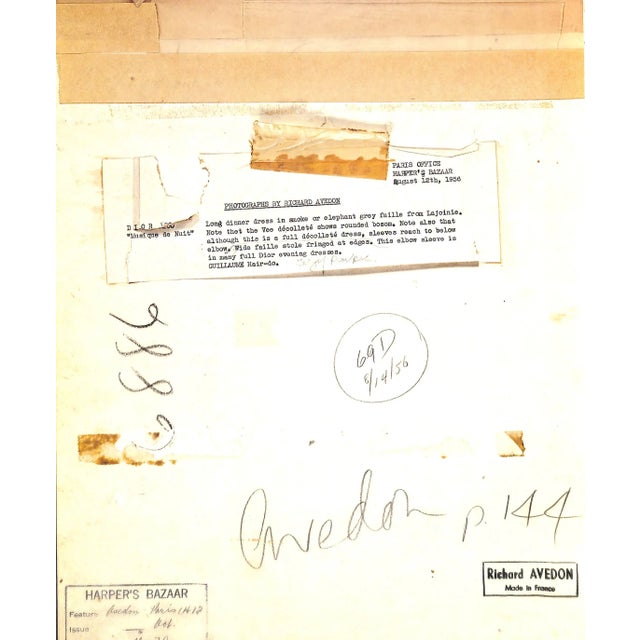 PARIS OFFICE
HARPER'S BAZAAR
August 12th, 1956
PHOTOGRAPHS BY RICHARD AVEDON
DIOR
"Musique de Nuit"
Long dinner dress in smoke or elephant grey faille from Lajoinie.
Note that the Vee décolleté shows rounded bosom. Note also that
although this is a full décolleté dress, sleeves reach to below
elbow. Wide faille stole fringed at edges. This elbow sleeve is
in many full Dior evening dresses.
GUILLAUME Hair-do.
6886
69D
8/14/56
Avedon p. 144
Richard AVEDON
Made in France
HARPER'S BAZAAR
Feature Avedon Paris
Issue Oct.